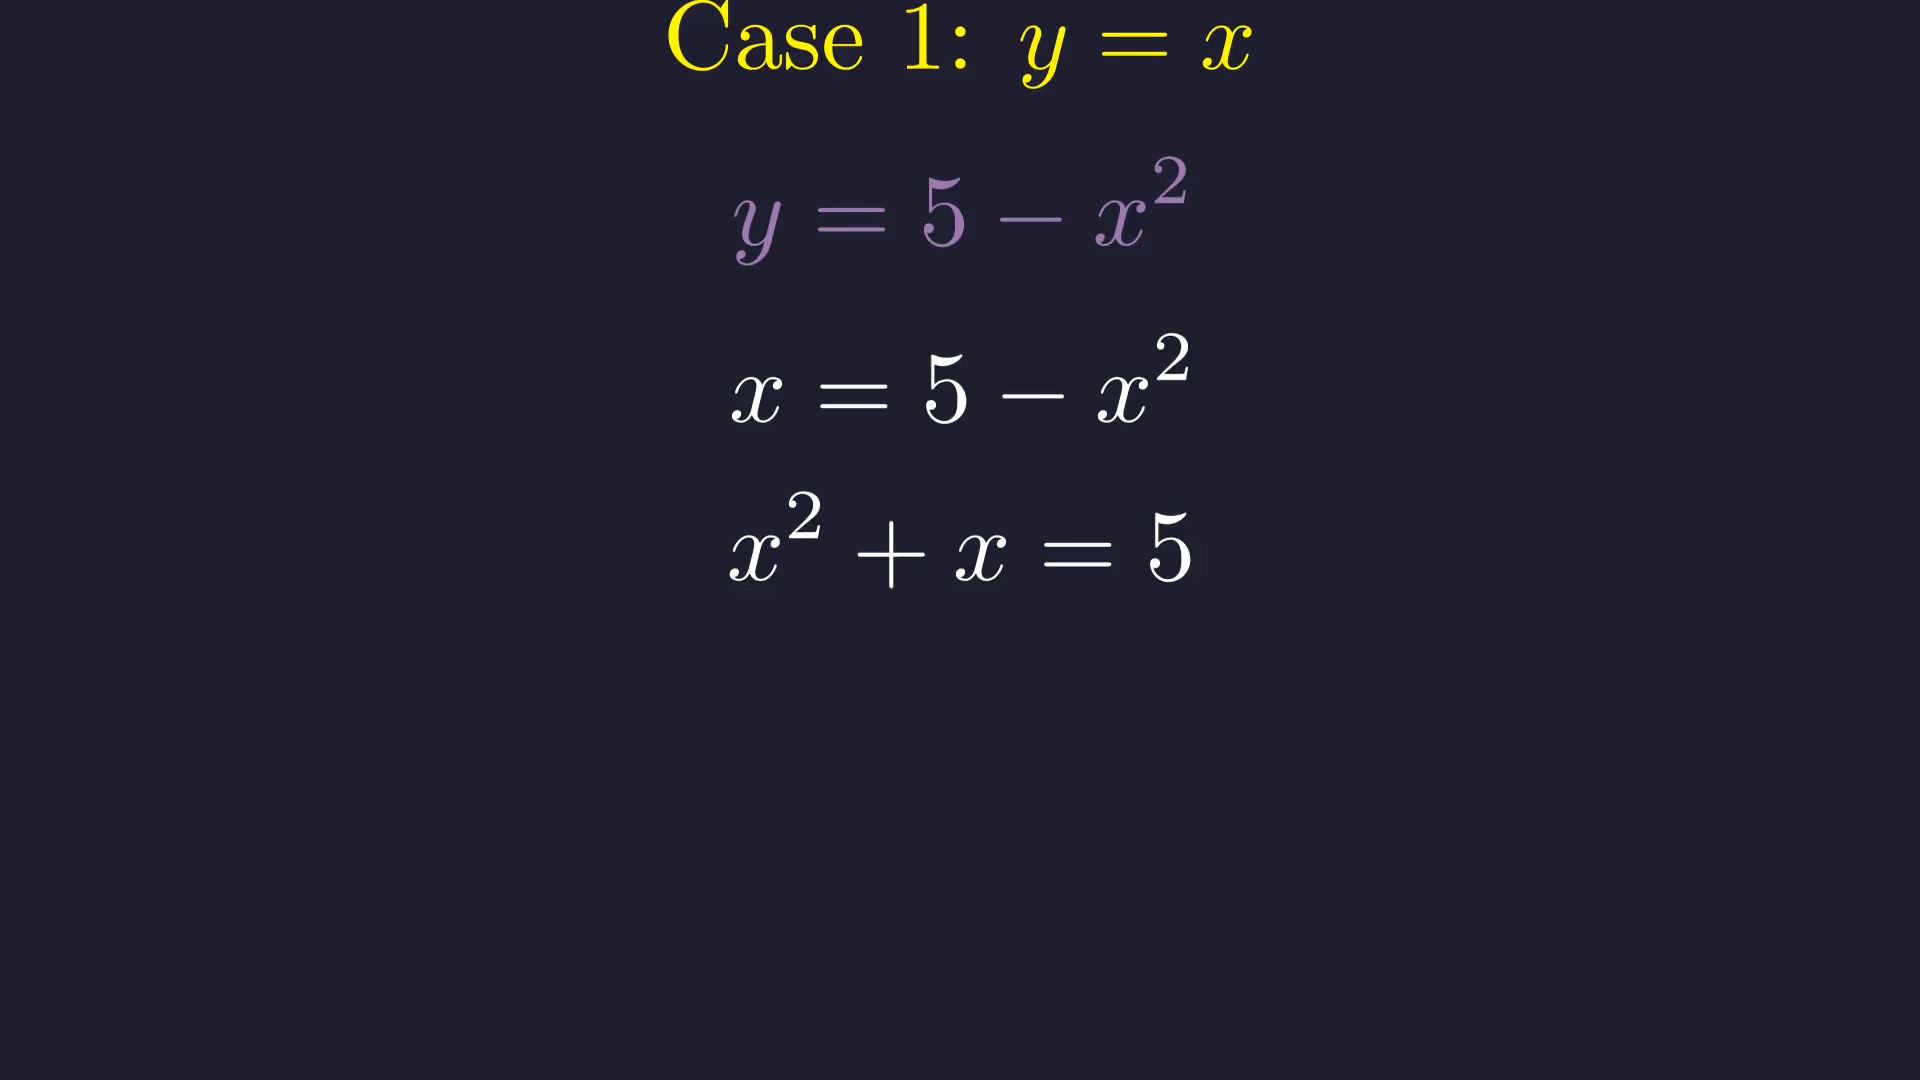 Case 1: y = x
y = 5 − x²
x = 5 − x²
x² + x = 5